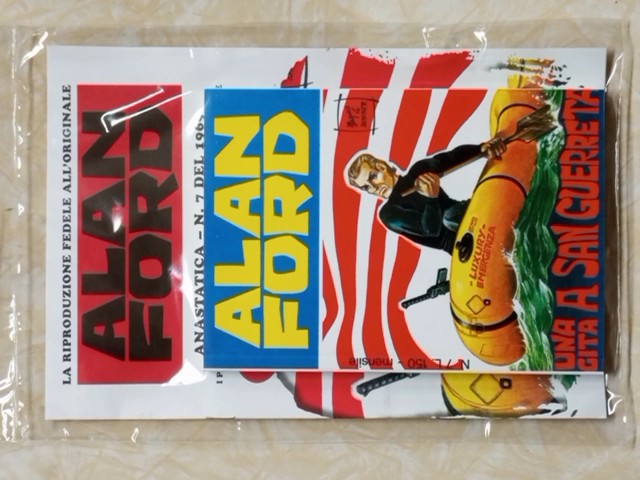 LA RIPRODUZIONE FEDELE ALL'ORIGINALE
ALAN
FORD
ANASTATICA - N. 7 DEL 196
ALAN
FORD
N. 7 L. 150 - mensile
- LUXURY -
EMERGENZA
UNA
GITA A SAN GUERRETA